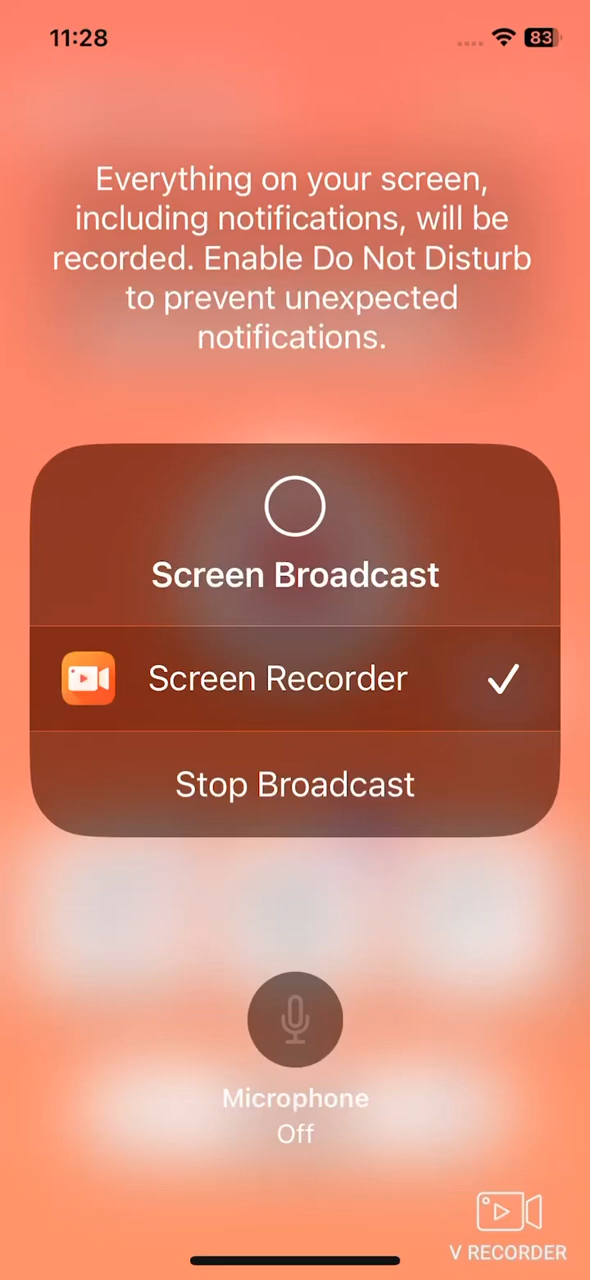 11:28
83
Everything on your screen,
including notifications, will be
recorded. Enable Do Not Disturb
to prevent unexpected
notifications.
Screen Broadcast
Screen Recorder
Stop Broadcast
Microphone
Off
V RECORDER